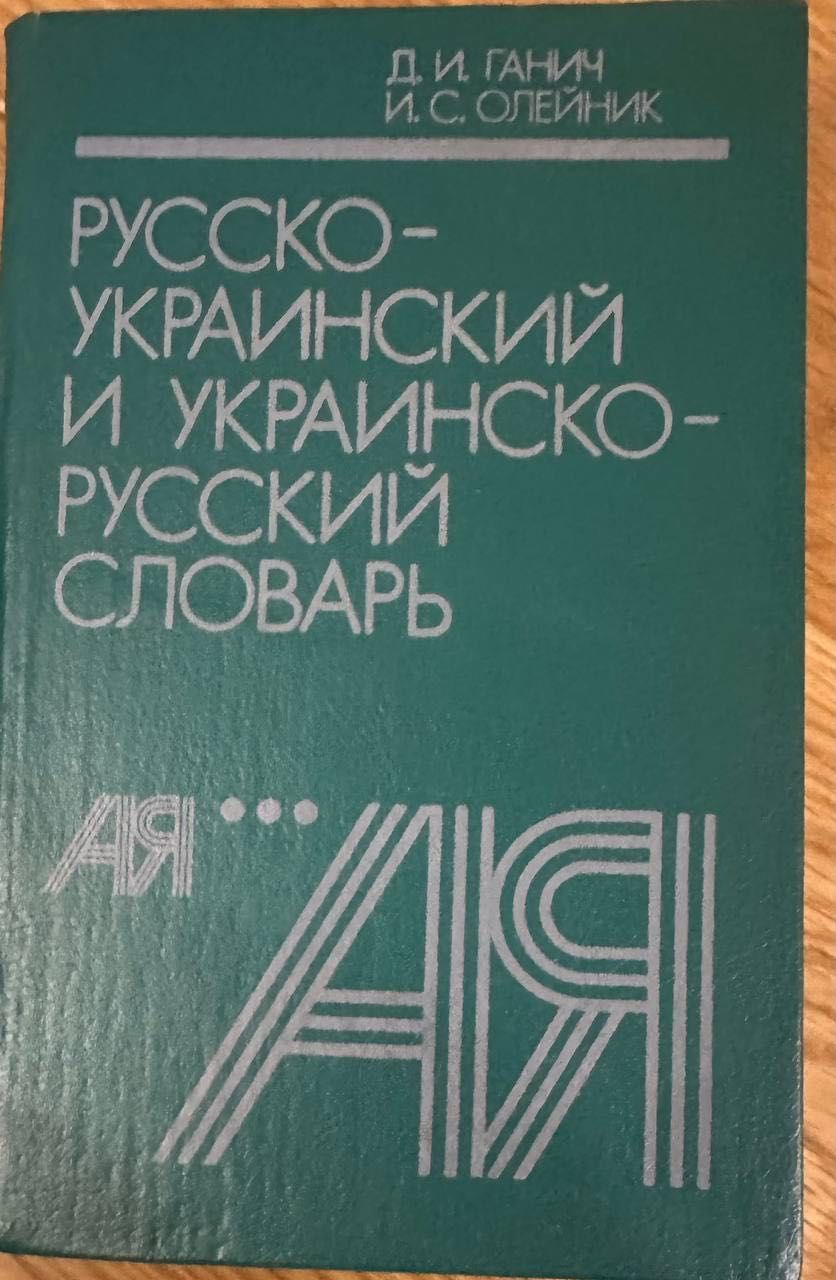 Д. И. ГАНИЧ
И. С. ОЛЕЙНИК
РУССКО-
УКРАИНСКИЙ
И УКРАИНСКО-
РУССКИЙ
СЛОВАРЬ
АЯ...АЯ